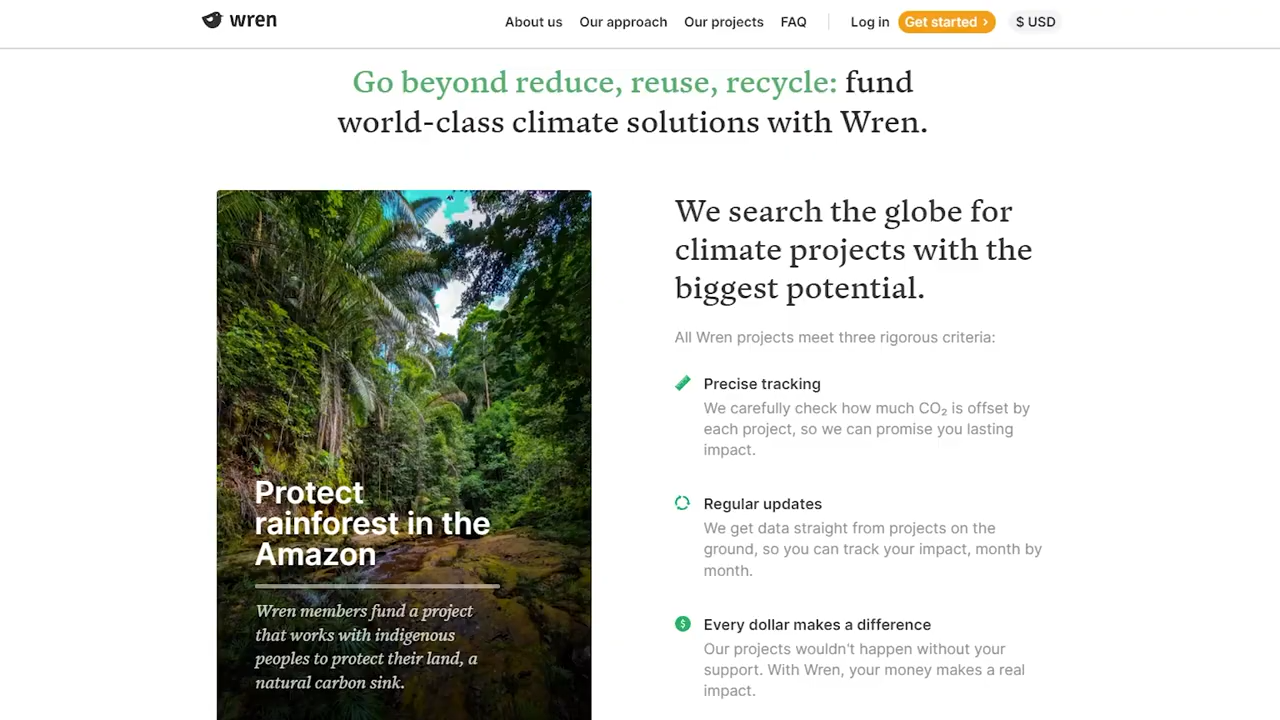 wren
About us Our approach Our projects FAQ Log in Get started › $ USD
Go beyond reduce, reuse, recycle: fund
world-class climate solutions with Wren.
Protect
rainforest in the
Amazon
Wren members fund a project
that works with indigenous
peoples to protect their land, a
natural carbon sink.
We search the globe for
climate projects with the
biggest potential.
All Wren projects meet three rigorous criteria:
Precise tracking
We carefully check how much CO₂ is offset by
each project, so we can promise you lasting
impact.
Regular updates
We get data straight from projects on the
ground, so you can track your impact, month by
month.
$
Every dollar makes a difference
Our projects wouldn't happen without your
support. With Wren, your money makes a real
impact.